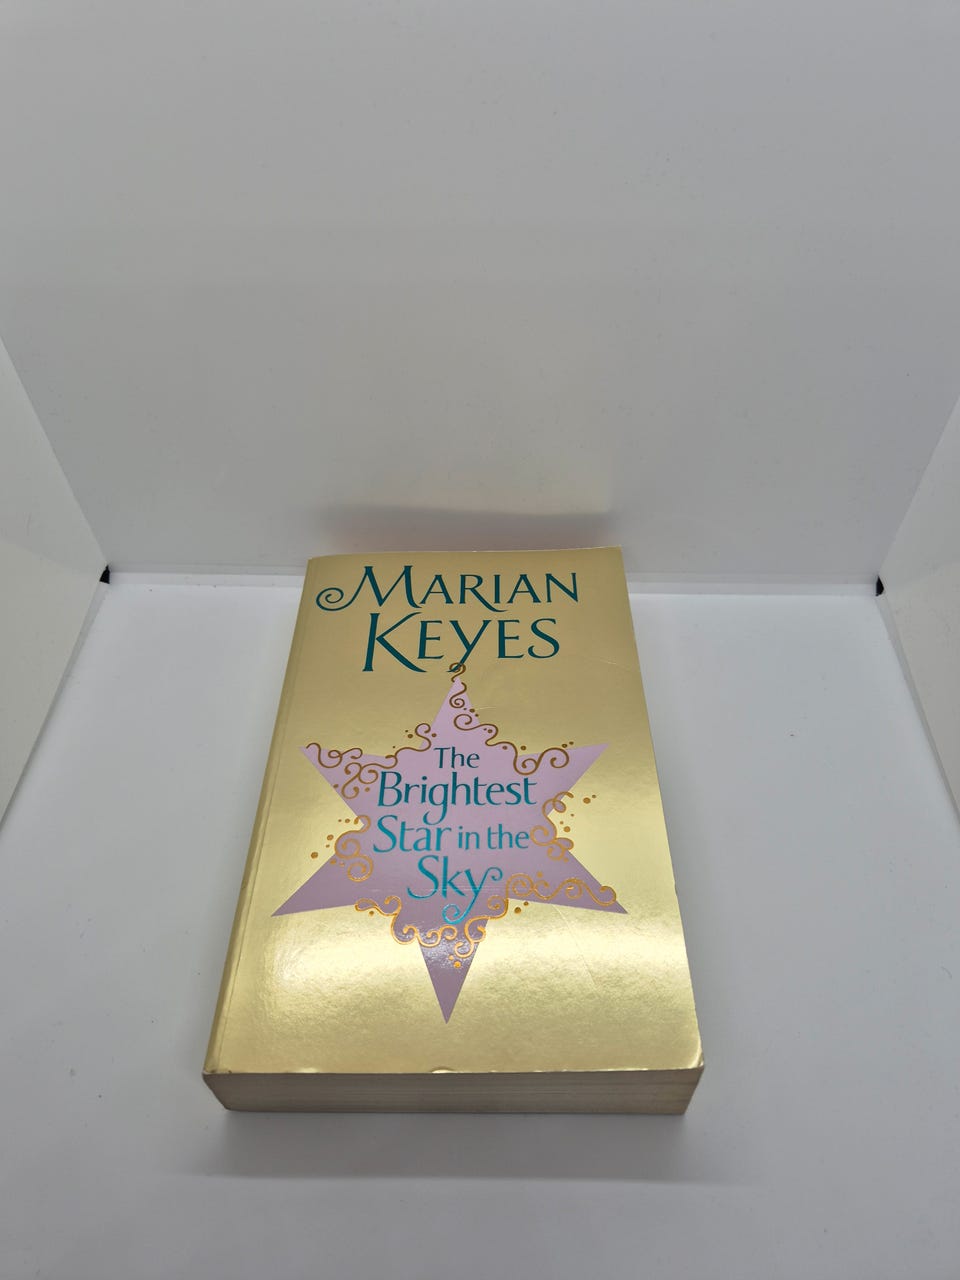 MARIAN
KEYES
The
Brightest
Star in the
Sky